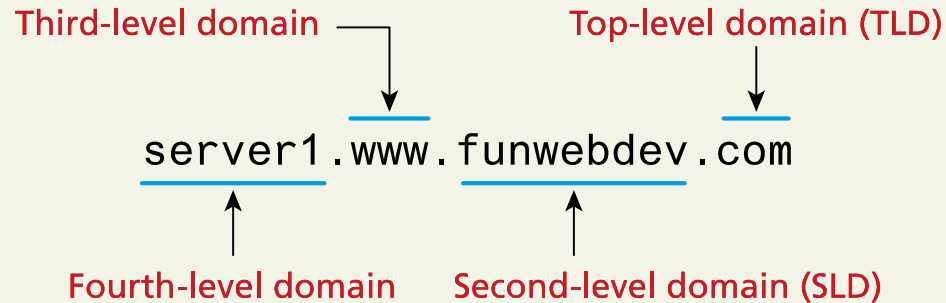 Third-level domain
Top-level domain (TLD)
server1.www.funwebdev.com
Fourth-level domain
Second-level domain (SLD)